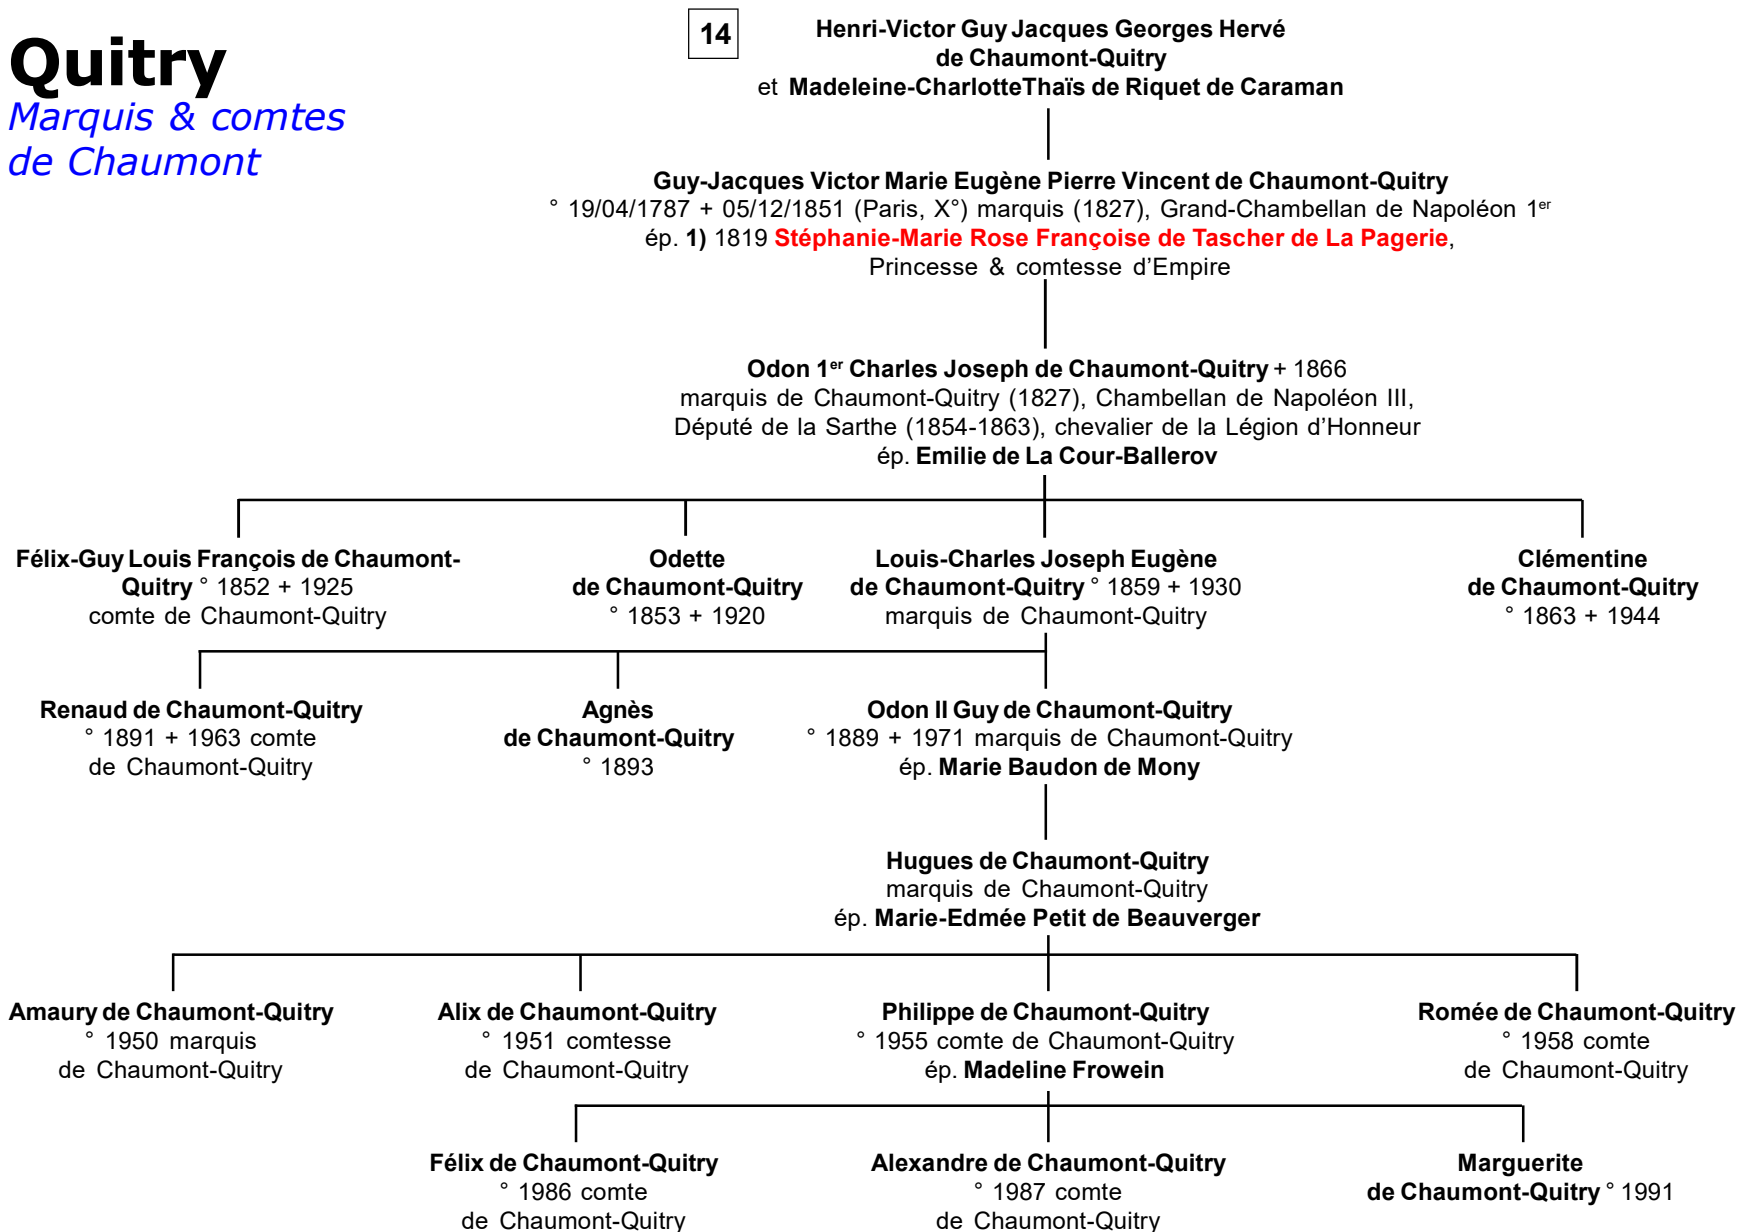 Quitry
Marquis & comtes
de Chaumont
14
Henri-Victor Guy Jacques Georges Hervé
de Chaumont-Quitry
et Madeleine-CharlotteThaïs de Riquet de Caraman
Guy-Jacques Victor Marie Eugène Pierre Vincent de Chaumont-Quitry
° 19/04/1787 + 05/12/1851 (Paris, X°) marquis (1827), Grand-Chambellan de Napoléon 1er
ép. 1) 1819 Stéphanie-Marie Rose Françoise de Tascher de La Pagerie,
Princesse & comtesse d'Empire
Odon 1er Charles Joseph de Chaumont-Quitry + 1866
marquis de Chaumont-Quitry (1827), Chambellan de Napoléon III,
Député de la Sarthe (1854-1863), chevalier de la Légion d'Honneur
ép. Emilie de La Cour-Ballerov
Félix-Guy Louis François de Chaumont-
Quitry ° 1852 + 1925
comte de Chaumont-Quitry
Odette
de Chaumont-Quitry
° 1853 + 1920
Louis-Charles Joseph Eugène
de Chaumont-Quitry ° 1859 + 1930
marquis de Chaumont-Quitry
Clémentine
de Chaumont-Quitry
° 1863 + 1944
Renaud de Chaumont-Quitry
° 1891 + 1963 comte
de Chaumont-Quitry
Agnès
de Chaumont-Quitry
° 1893
Odon II Guy de Chaumont-Quitry
° 1889 + 1971 marquis de Chaumont-Quitry
ép. Marie Baudon de Mony
Hugues de Chaumont-Quitry
marquis de Chaumont-Quitry
ép. Marie-Edmée Petit de Beauverger
Amaury de Chaumont-Quitry
° 1950 marquis
de Chaumont-Quitry
Alix de Chaumont-Quitry
° 1951 comtesse
de Chaumont-Quitry
Philippe de Chaumont-Quitry
° 1955 comte de Chaumont-Quitry
ép. Madeline Frowein
Romée de Chaumont-Quitry
° 1958 comte
de Chaumont-Quitry
Félix de Chaumont-Quitry
° 1986 comte
de Chaumont-Quitry
Alexandre de Chaumont-Quitry
° 1987 comte
de Chaumont-Quitry
Marguerite
de Chaumont-Quitry ° 1991